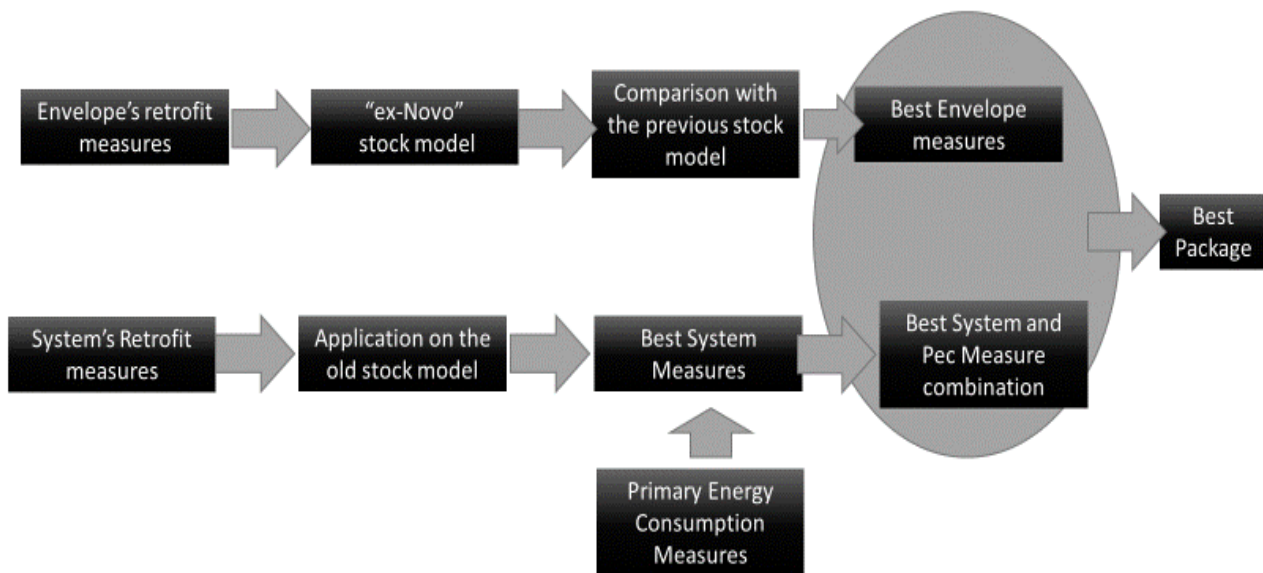 Envelope's retrofit
measures
"ex-Novo"
stock model
Comparison with
the previous stock
model
Best Envelope
measures
Best
Package
System's Retrofit
measures
Application on the
old stock model
Best System
Measures
Best System and
Pec Measure
combination
Primary Energy
Consumption
Measures